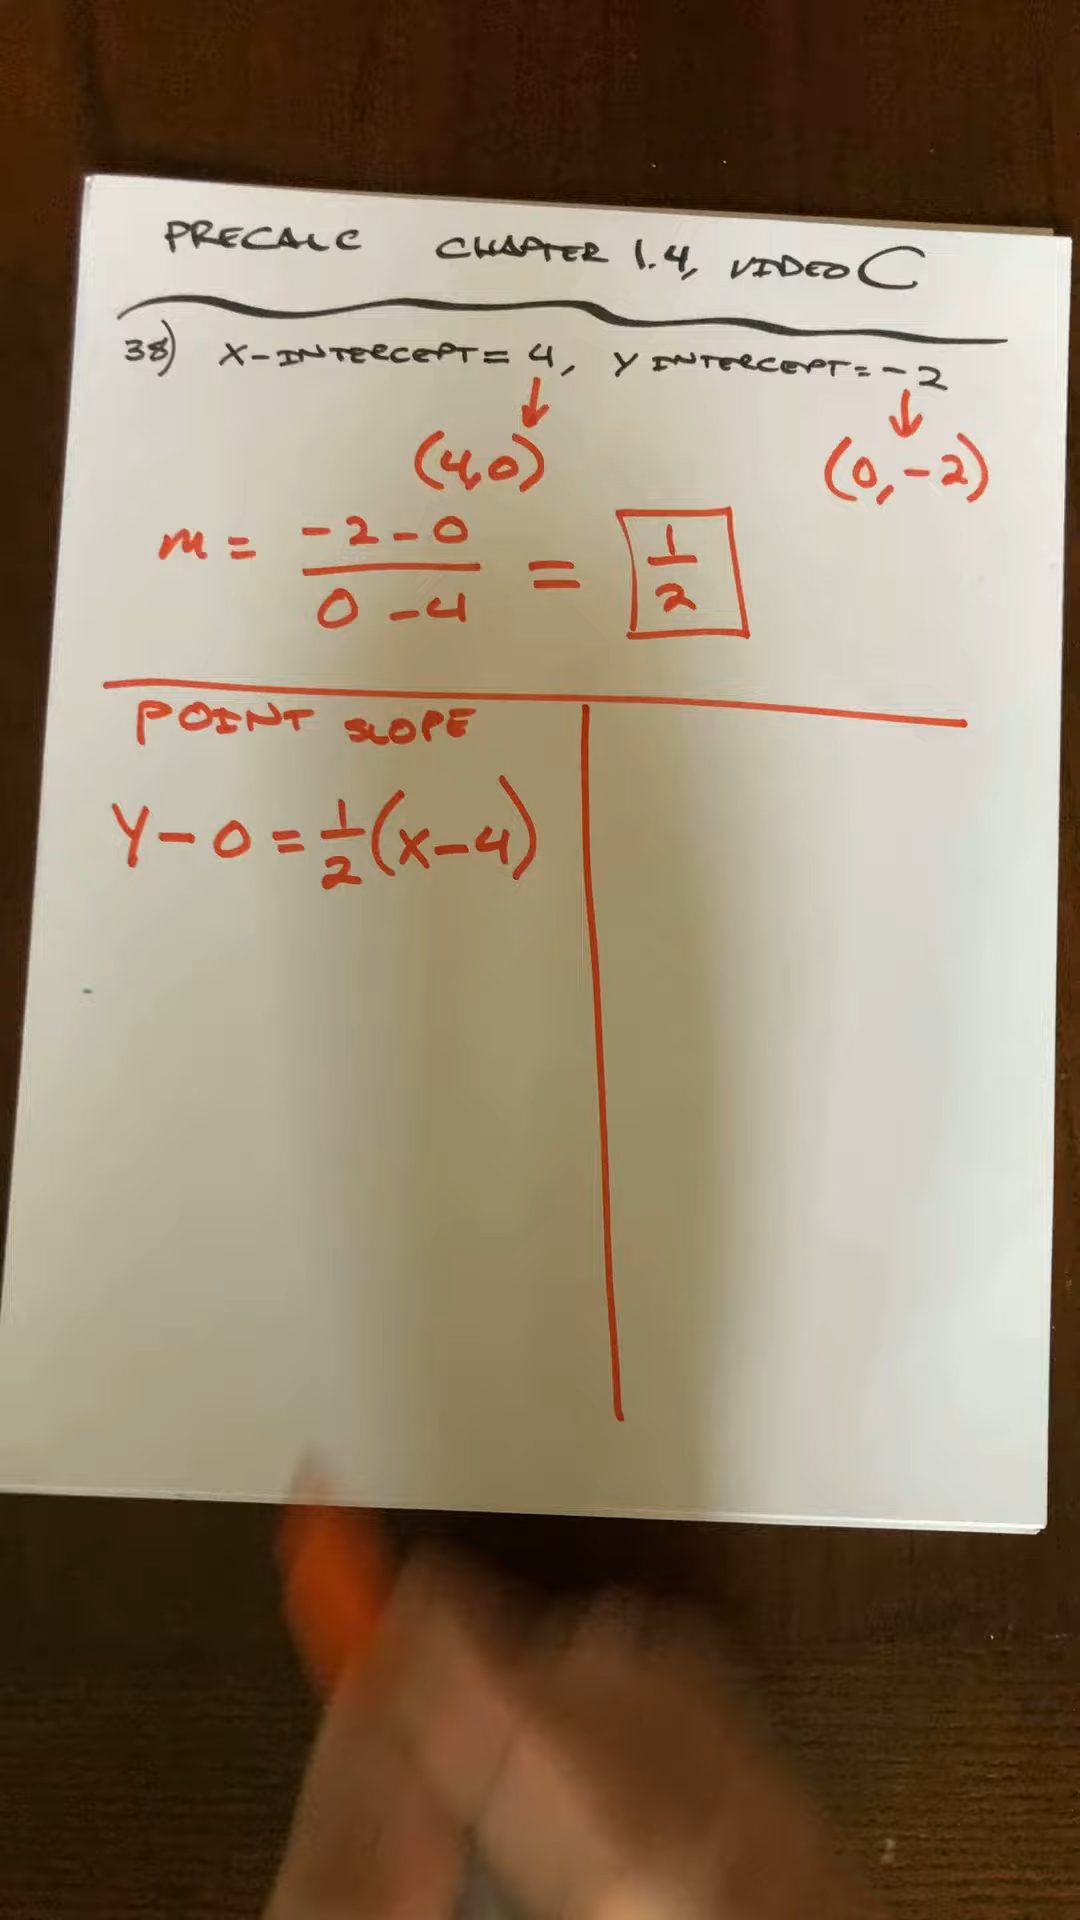 PRECALC CHAPTER 1.4, VIDEO C
38) X-INTERCEPT = 4, Y INTERCEPT = -2
(4,0) (0,-2)
m = -2-0 / 0-4 = 1/2
POINT SLOPE
Y-0 = 1/2 (x-4)